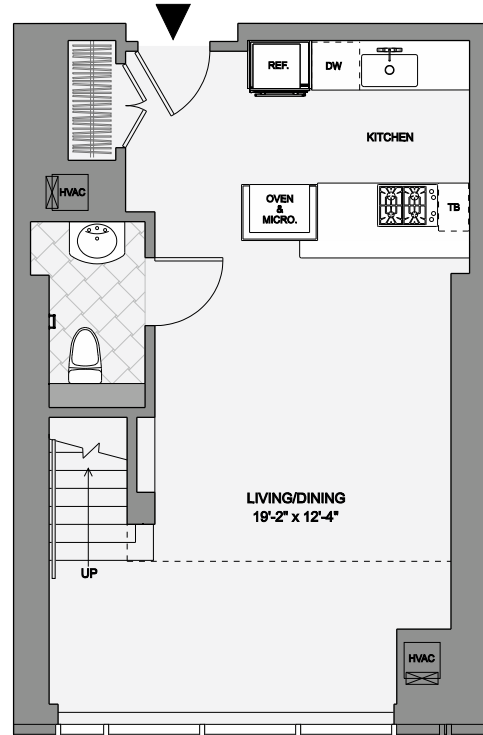 REF.
DW
KITCHEN
HVAC
OVEN
&
MICRO.
TB
LIVING/DINING
19'-2" x 12'-4"
UP
HVAC